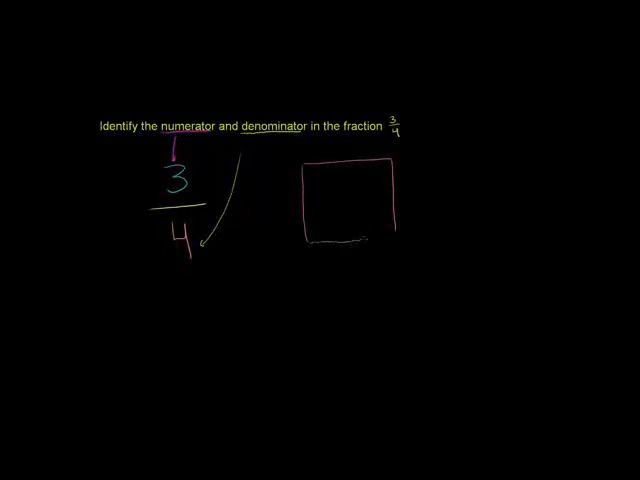 Identify the numerator and denominator in the fraction 3/4
3
4